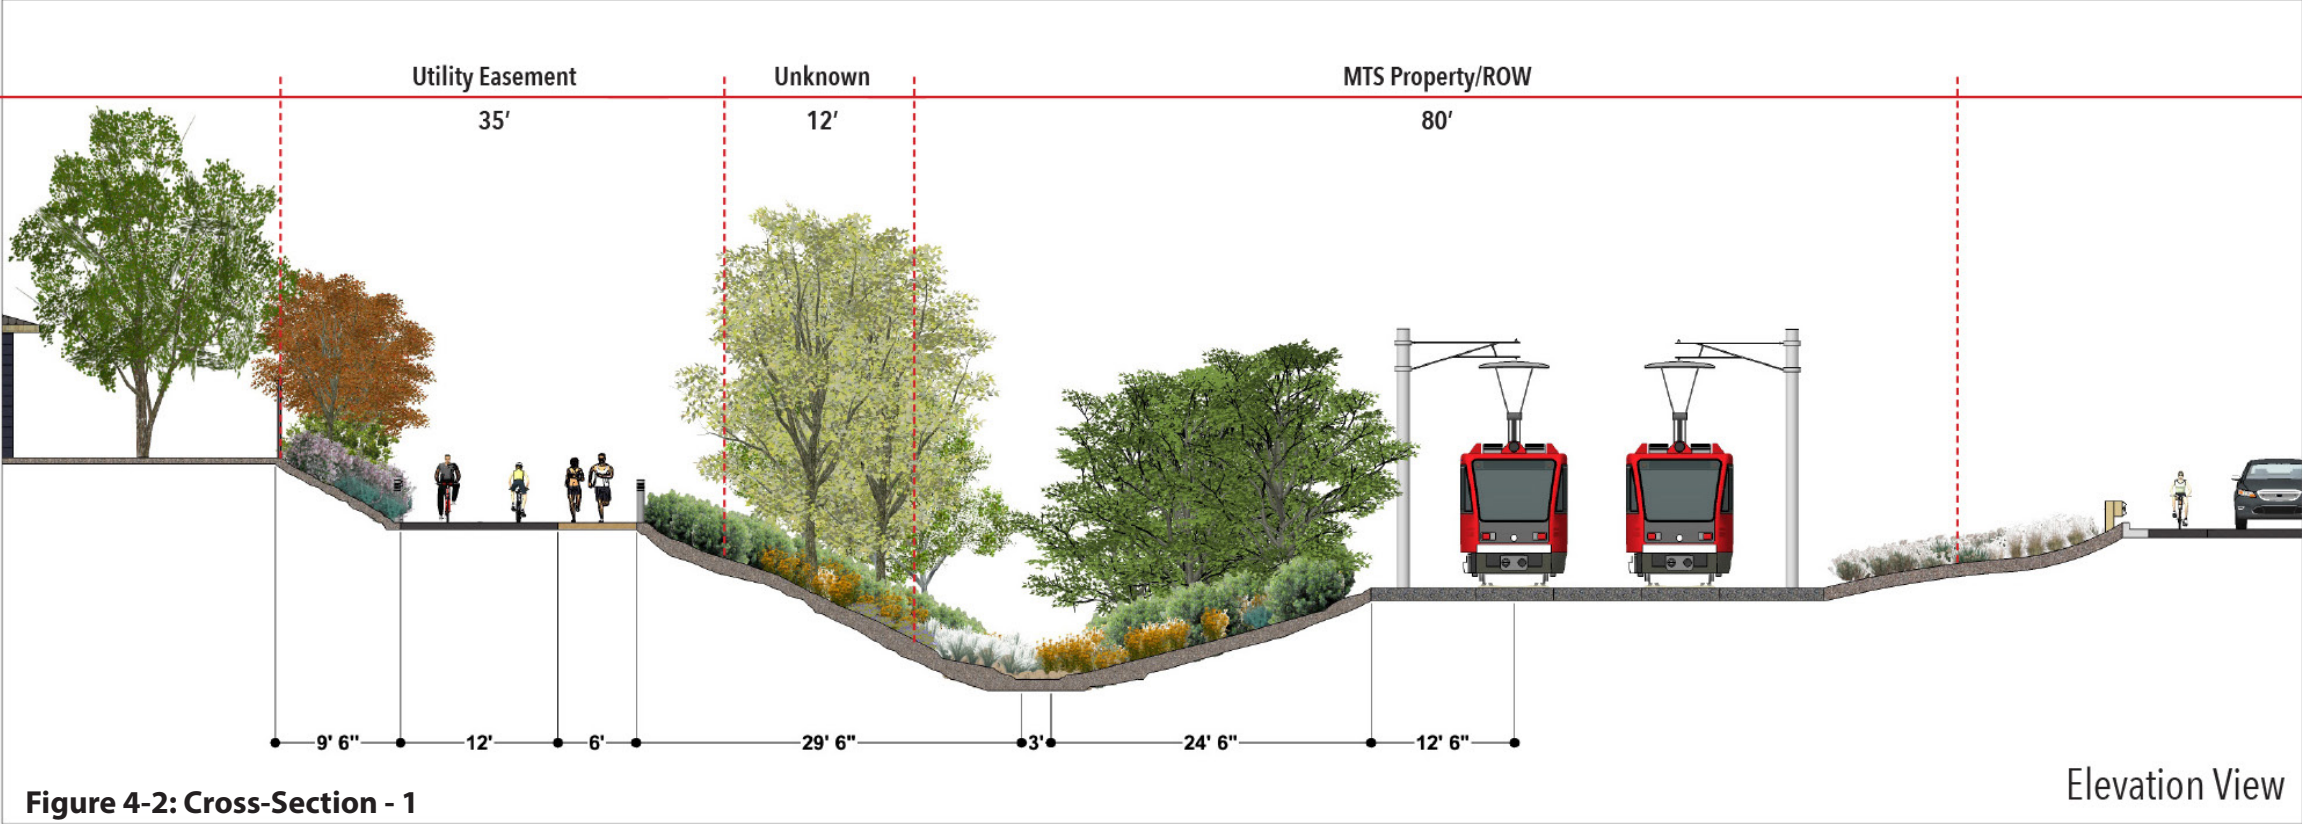 Utility Easement
Unknown
MTS Property/ROW
35′
12′
80′
9' 6"
12'
6'
29' 6"
3'
24' 6"
12' 6"
Elevation View
Figure 4-2: Cross-Section - 1